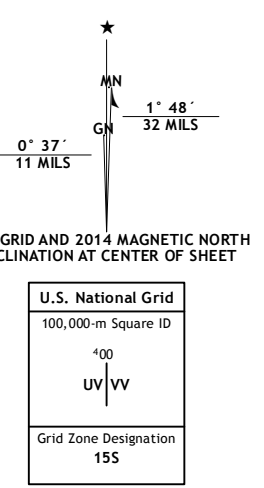 ★
MN
1° 48´
GN
32 MILS
0° 37´
11 MILS
GRID AND 2014 MAGNETIC NORTH
CLINATION AT CENTER OF SHEET
U.S. National Grid
100,000-m Square ID
⁴00
UV VV
Grid Zone Designation
15S